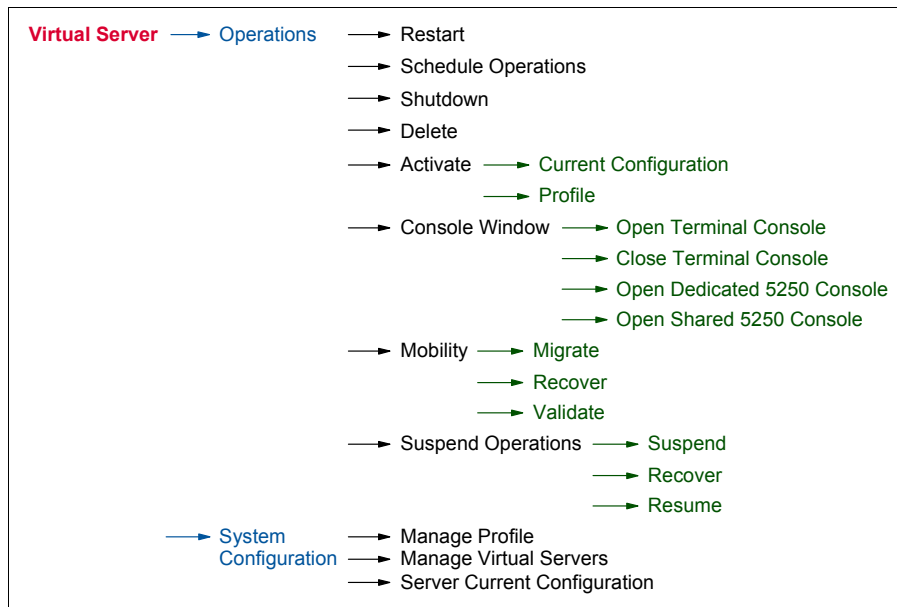 Virtual Server Operations Restart
Schedule Operations
Shutdown
Delete
Activate Current Configuration
Profile
Console Window Open Terminal Console
Close Terminal Console
Open Dedicated 5250 Console
Open Shared 5250 Console
Mobility Migrate
Recover
Validate
Suspend Operations Suspend
Recover
Resume
System Manage Profile
Configuration Manage Virtual Servers
Server Current Configuration